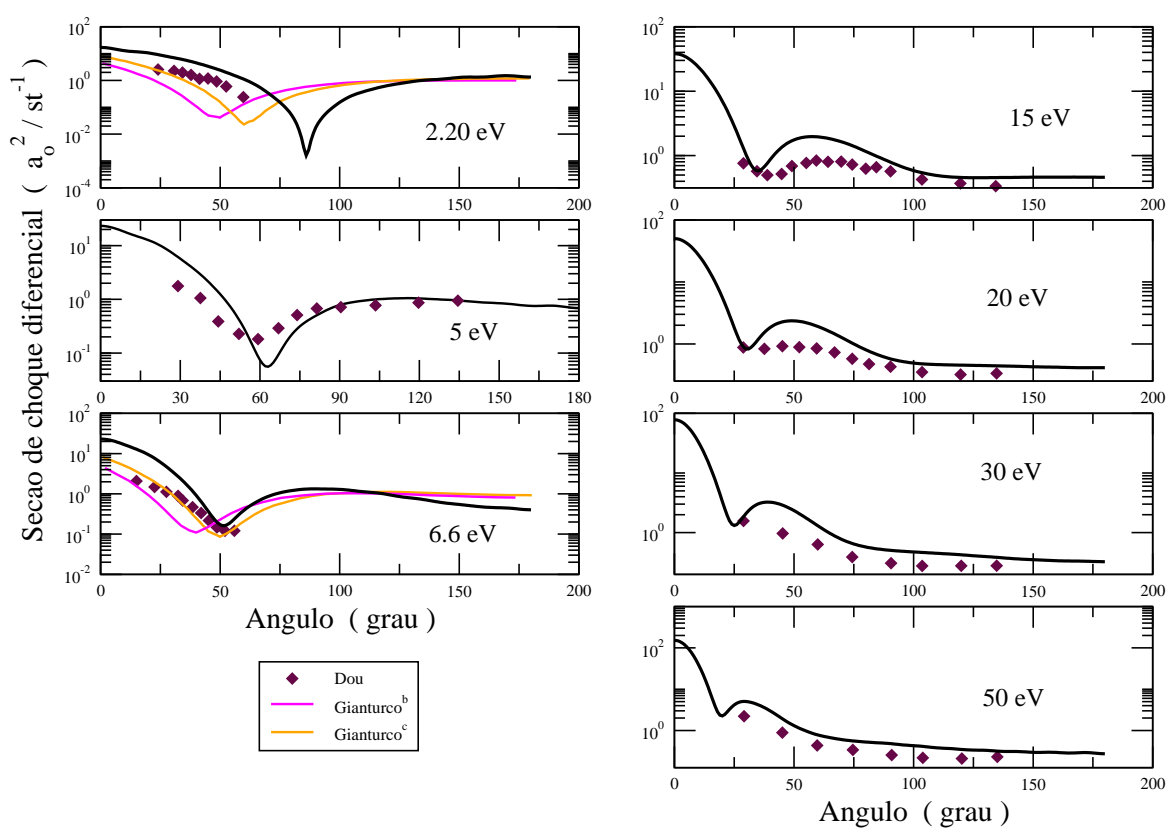 Secao de choque diferencial ( a_o^2 / st^-1 )
10^2
10^0
10^-2
10^-4
2.20 eV
0 50 100 150 200
10^1
10^0
10^-1
5 eV
0 30 60 90 120 150 180
10^2
10^1
10^0
10^-1
10^-2
6.6 eV
0 50 100 150 200
Angulo ( grau )
Dou
Gianturco^b
Gianturco^c
10^2
10^1
10^0
15 eV
0 50 100 150 200
10^2
10^0
20 eV
0 50 100 150 200
10^2
10^0
30 eV
0 50 100 150 200
10^2
10^0
50 eV
0 50 100 150 200
Angulo ( grau )